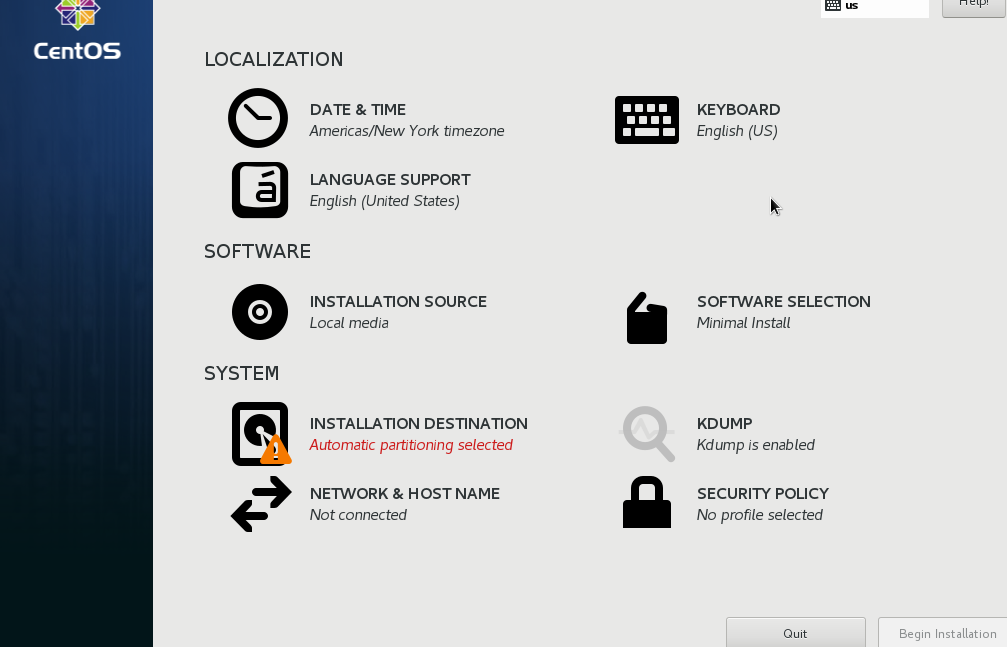 us
Help!
CentOS
LOCALIZATION
DATE & TIME
Americas/New York timezone
KEYBOARD
English (US)
á
LANGUAGE SUPPORT
English (United States)
SOFTWARE
INSTALLATION SOURCE
Local media
SOFTWARE SELECTION
Minimal Install
SYSTEM
INSTALLATION DESTINATION
Automatic partitioning selected
KDUMP
Kdump is enabled
NETWORK & HOST NAME
Not connected
SECURITY POLICY
No profile selected
Quit
Begin Installation